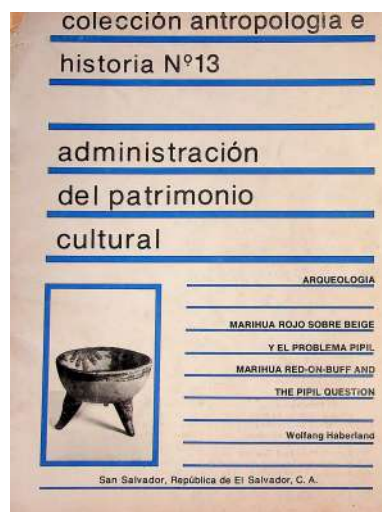 colección antropología e
historia Nº13
administración
del patrimonio
cultural
ARQUEOLOGIA
MARIHUA ROJO SOBRE BEIGE
Y EL PROBLEMA PIPIL
MARIHUA RED-ON-BUFF AND
THE PIPIL QUESTION
Wolfang Haberland
San Salvador, República de El Salvador, C. A.